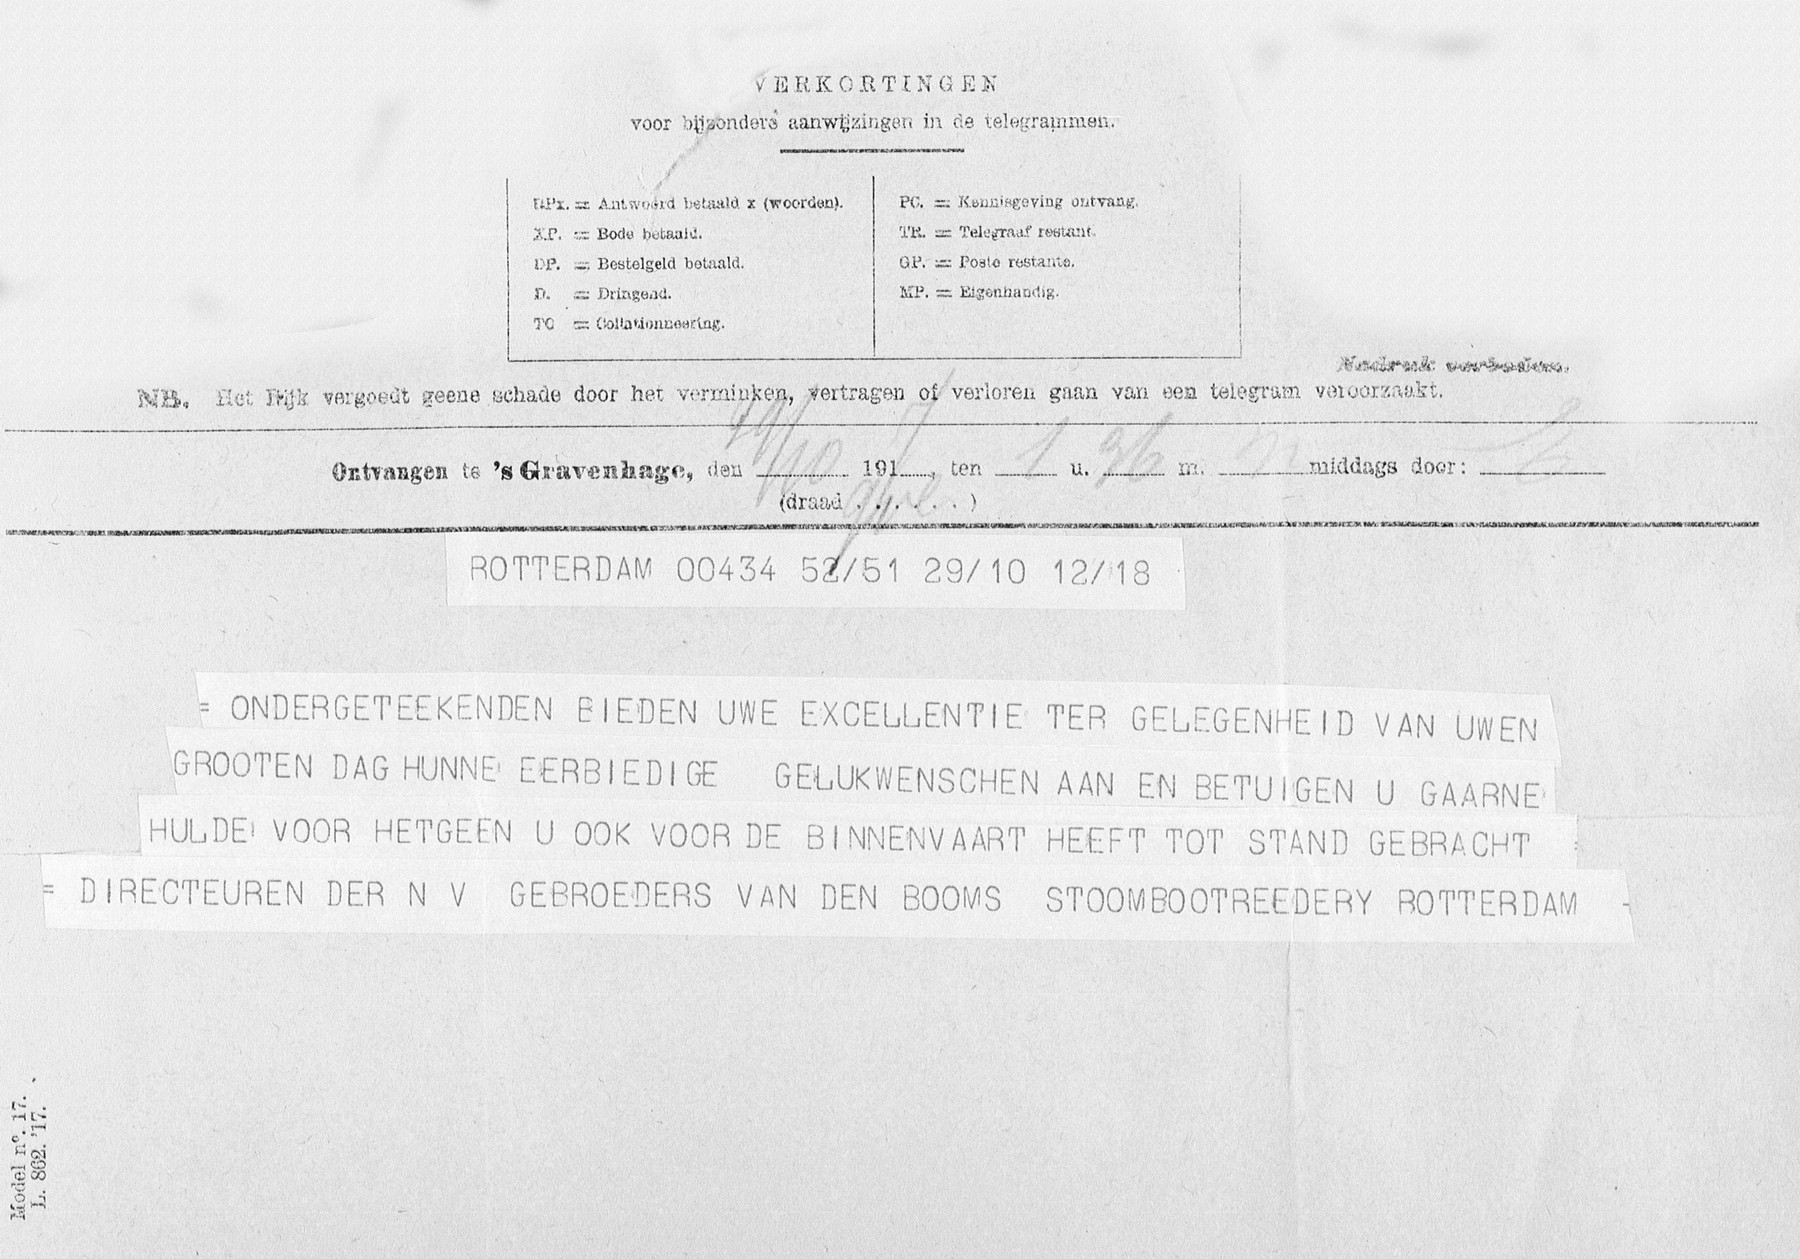 VERKORTINGEN
voor bijzondere aanwijzingen in de telegrammen.
RPx. = Antwoord betaald x (woorden).
XP. = Bode betaald.
DP. = Bestelgeld betaald.
D. = Dringend.
TC = Collationneering.
PC. = Kennisgeving ontvang.
TR. = Telegraaf restant.
GP. = Poste restante.
MP. = Eigenhandig.
Nadruk verboden.
NB. Het Rijk vergoedt geene schade door het verminken, vertragen of verloren gaan van een telegram veroorzaakt.
Ontvangen te 's Gravenhage, den 29/10 191 , ten 1 u. 36 m. middags door:
(draad . . . . . . )
ROTTERDAM 00434 52/51 29/10 12/18
= ONDERGETEEKENDEN BIEDEN UWE EXCELLENTIE TER GELEGENHEID VAN UWEN
GROOTEN DAG HUNNE EERBIEDIGE GELUKWENSCHEN AAN EN BETUIGEN U GAARNE
HULDE VOOR HETGEEN U OOK VOOR DE BINNENVAART HEEFT TOT STAND GEBRACHT =
= DIRECTEUREN DER N V GEBROEDERS VAN DEN BOOMS STOOMBOOTREEDERY ROTTERDAM -
Model n°. 17.
L. 862. '17.